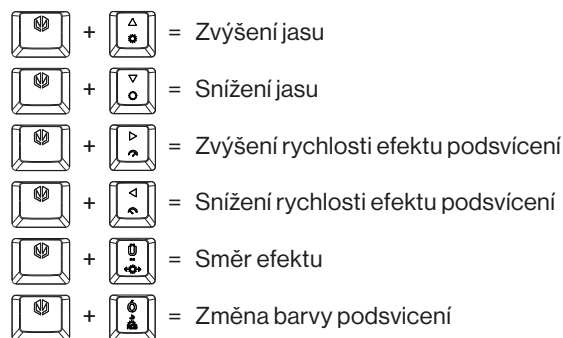 + = Zvýšení jasu
+ = Snížení jasu
+ = Zvýšení rychlosti efektu podsvícení
+ = Snížení rychlosti efektu podsvícení
+ = Směr efektu
+ = Změna barvy podsvicení